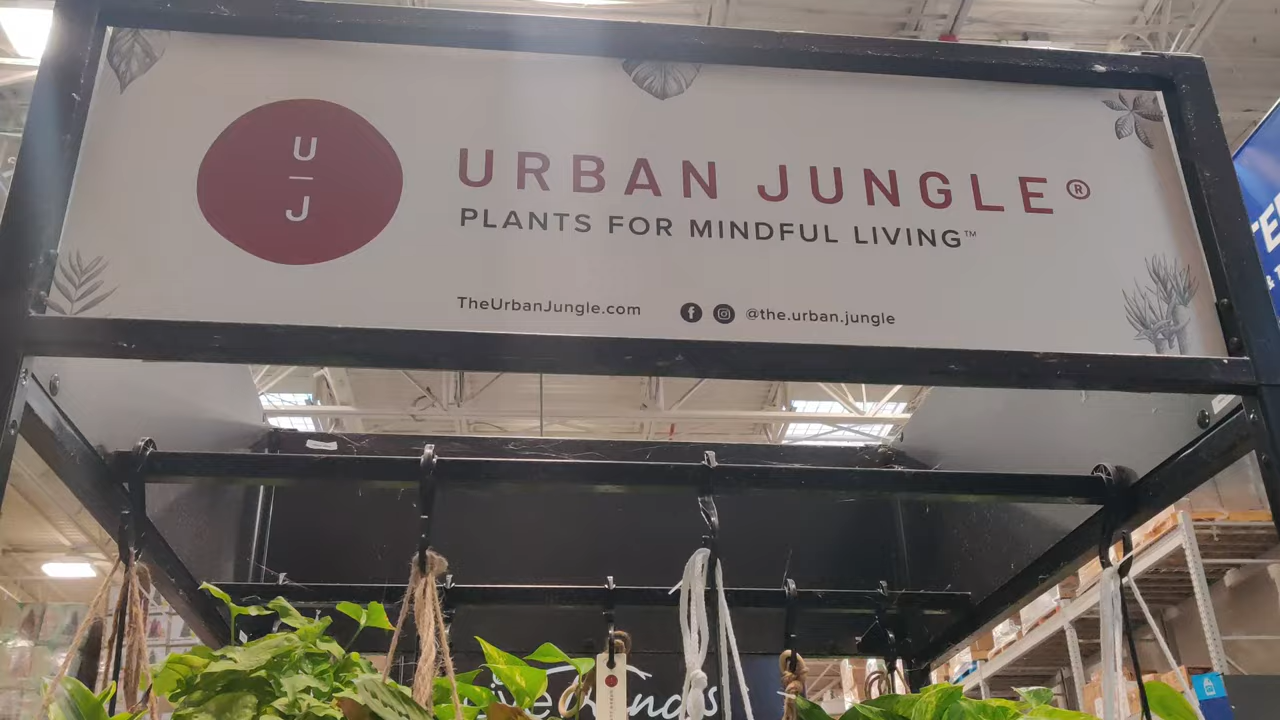 U
J
URBAN JUNGLE®
PLANTS FOR MINDFUL LIVING™
TheUrbanJungle.com
@the.urban.jungle